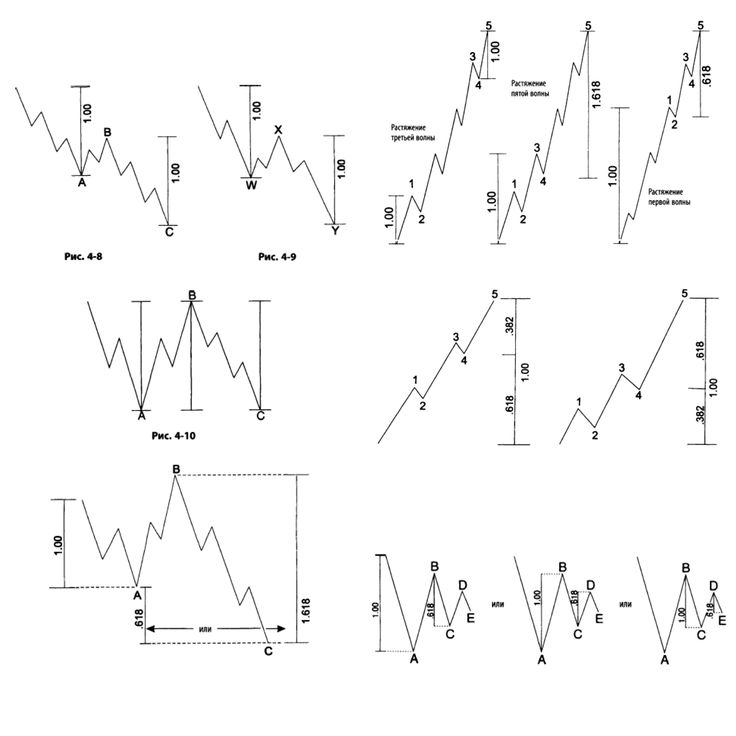 1.00
A
B
1.00
C
Рис. 4-8
1.00
W
X
1.00
Y
Рис. 4-9
Растяжение
третьей волны
1.00
1
2
3
4
5
1.00
Растяжение
пятой волны
1.00
1
2
3
4
5
1.618
Растяжение
первой волны
1.00
1
2
3
4
5
.618
A
B
C
Рис. 4-10
1
2
3
4
5
.382
1.00
.618
1
2
3
4
5
.618
1.00
.382
1.00
A
B
.618
или
1.618
C
1.00
A
B
.618
C
D
E
или
1.00
A
B
C
.618
D
E
или
A
B
1.00
C
D
.618
E